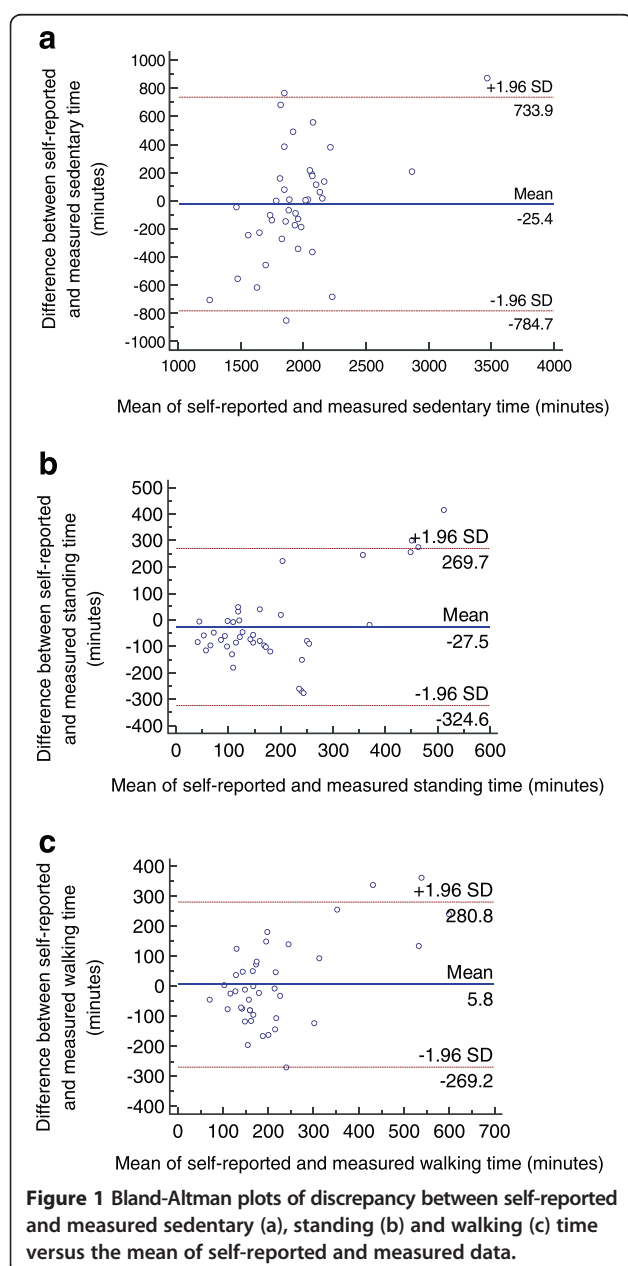 a
Difference between self-reported
and measured sedentary time
(minutes)
1000
800
600
400
200
0
-200
-400
-600
-800
-1000
+1.96 SD
733.9
Mean
-25.4
-1.96 SD
-784.7
1000 1500 2000 2500 3000 3500 4000
Mean of self-reported and measured sedentary time (minutes)
b
Difference between self-reported
and measured standing time
(minutes)
500
400
300
200
100
0
-100
-200
-300
-400
+1.96 SD
269.7
Mean
-27.5
-1.96 SD
-324.6
0 100 200 300 400 500 600
Mean of self-reported and measured standing time (minutes)
c
Difference between self-reported
and measured walking time
(minutes)
400
300
200
100
0
-100
-200
-300
-400
+1.96 SD
280.8
Mean
5.8
-1.96 SD
-269.2
0 100 200 300 400 500 600 700
Mean of self-reported and measured walking time (minutes)
Figure 1 Bland-Altman plots of discrepancy between self-reported
and measured sedentary (a), standing (b) and walking (c) time
versus the mean of self-reported and measured data.